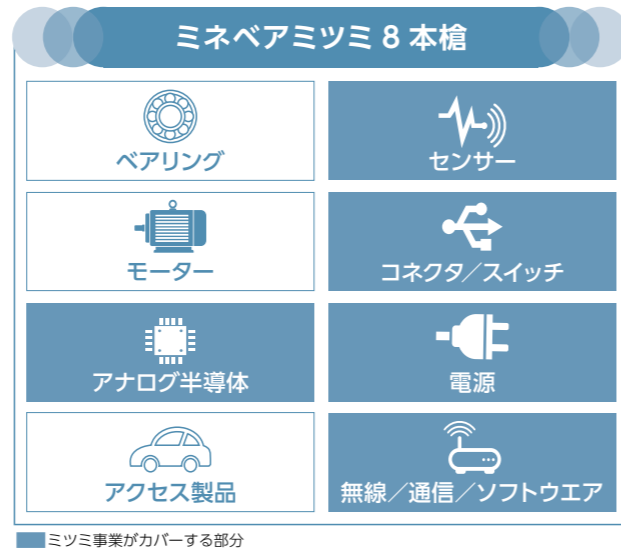 ミネベアミツミ 8 本槍
ベアリング
センサー
モーター
コネクタ／スイッチ
アナログ半導体
電源
アクセス製品
無線／通信／ソフトウエア
ミツミ事業がカバーする部分